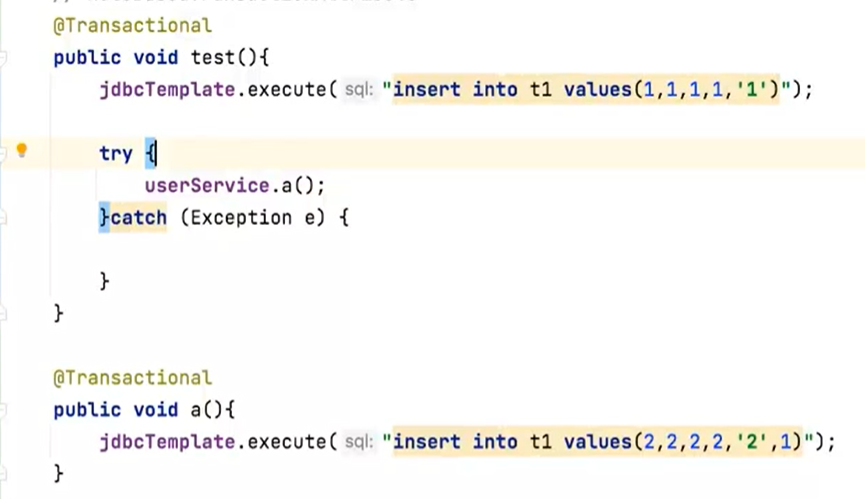 @Transactional
public void test(){
jdbcTemplate.execute( sql: "insert into t1 values(1,1,1,1,'1')");
try {
userService.a();
}catch (Exception e) {
}
}
@Transactional
public void a(){
jdbcTemplate.execute( sql: "insert into t1 values(2,2,2,2,'2',1)");
}